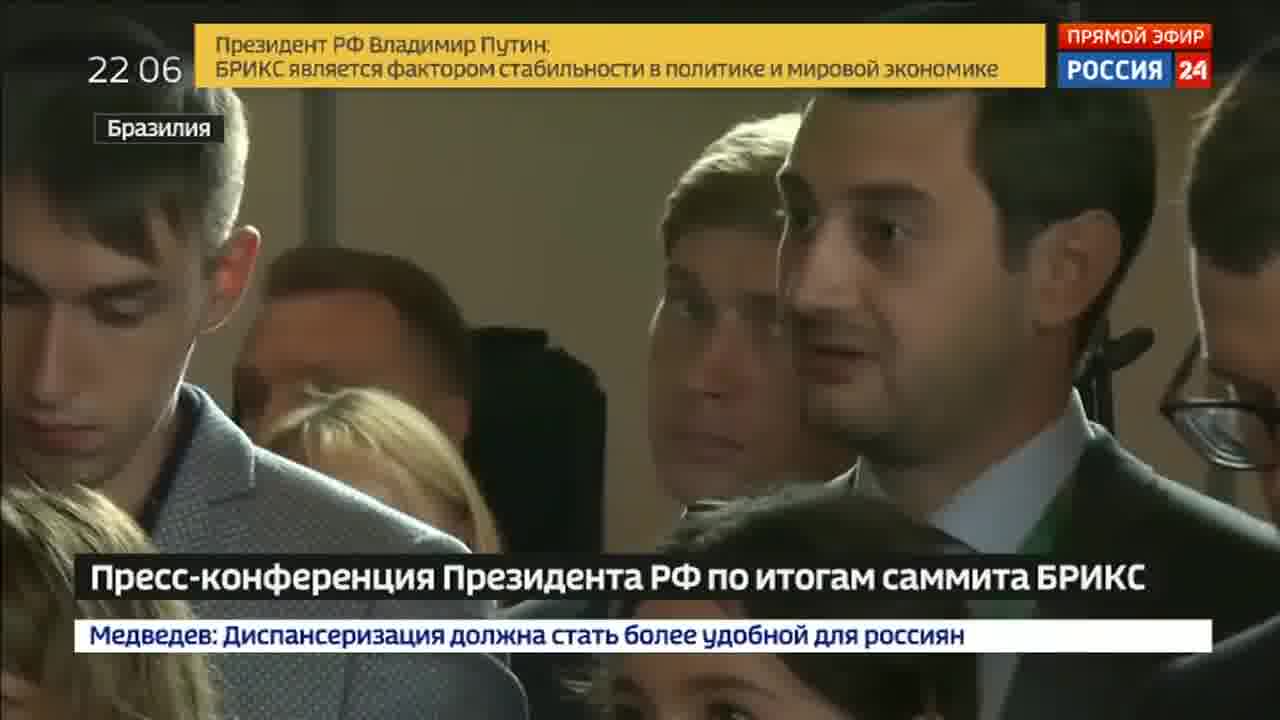 22 06
Президент РФ Владимир Путин:
БРИКС является фактором стабильности в политике и мировой экономике
ПРЯМОЙ ЭФИР
РОССИЯ 24
Бразилия
Пресс-конференция Президента РФ по итогам саммита БРИКС
Медведев: Диспансеризация должна стать более удобной для россиян